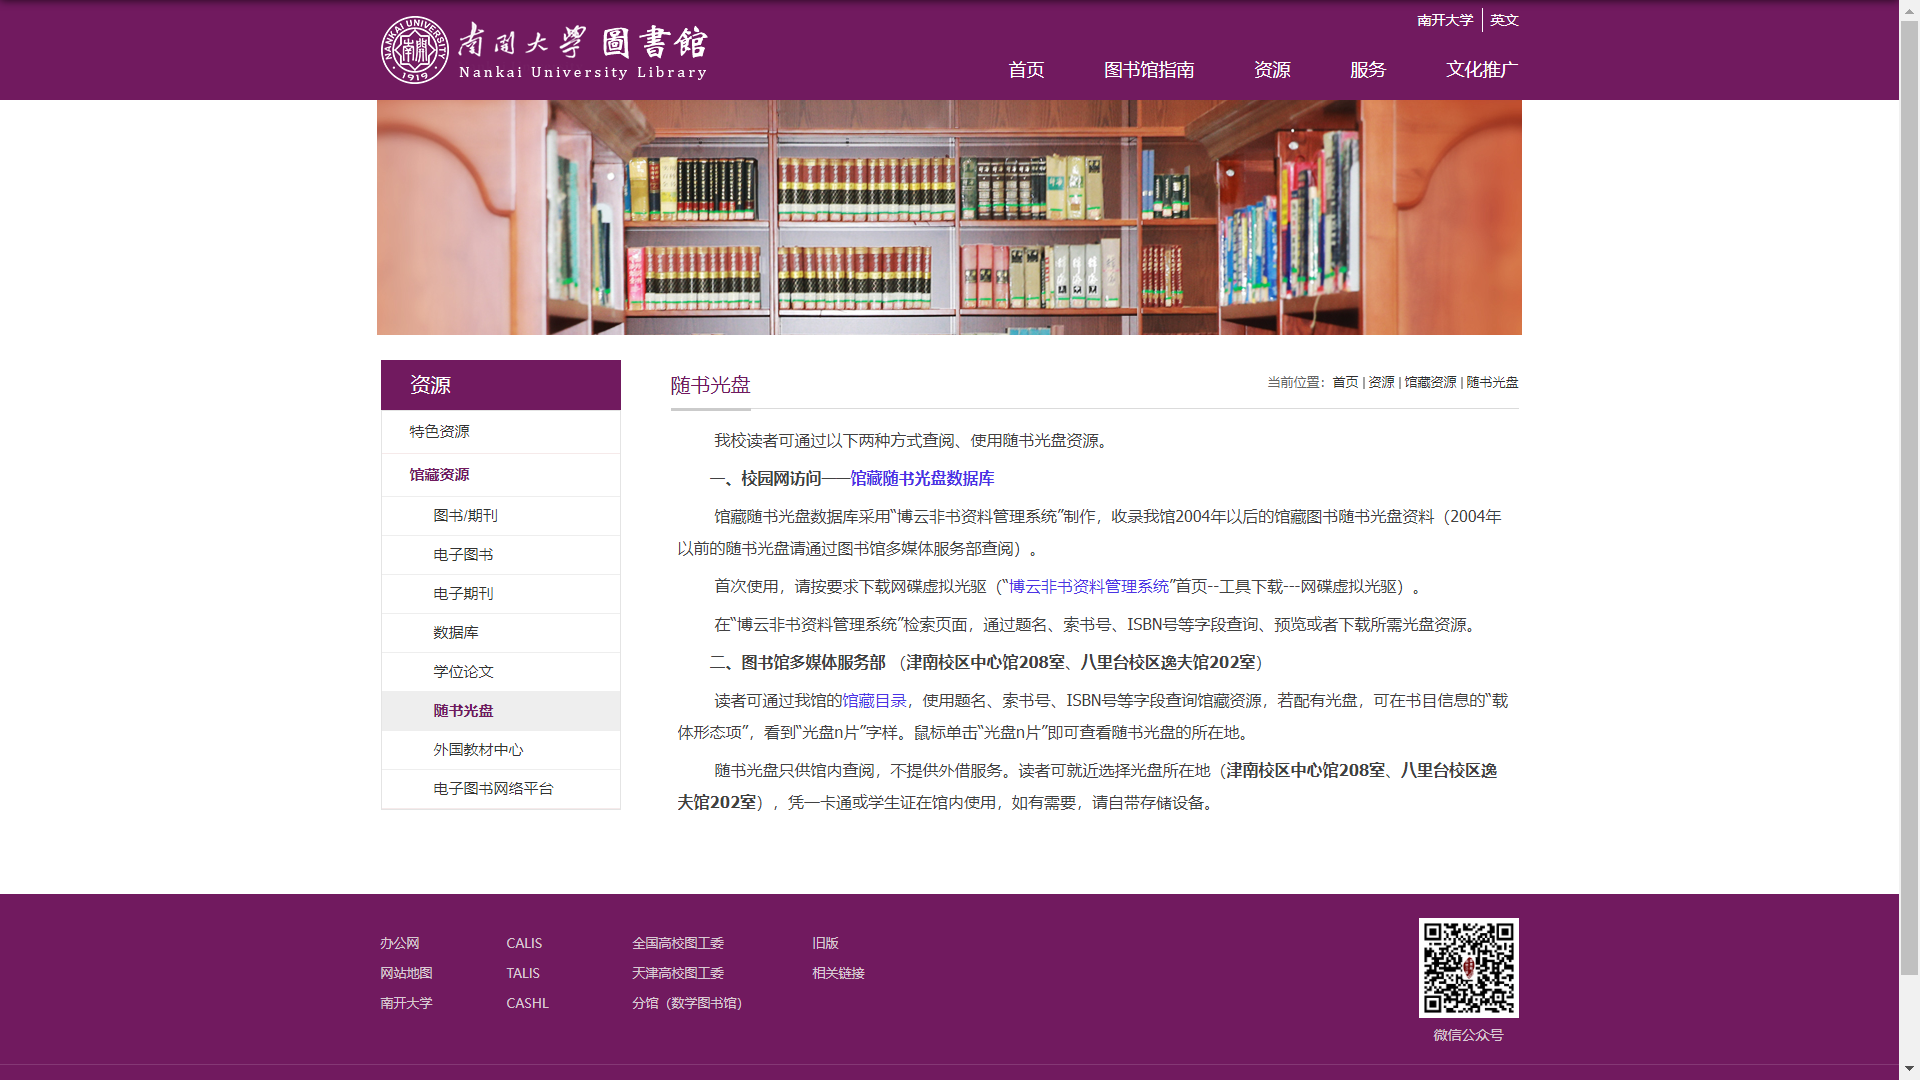 南开大学 英文
NANKAI UNIVERSITY
南開大学 圖書館
Nankai University Library
1919
首页 图书馆指南 资源 服务 文化推广
资源
特色资源
馆藏资源
图书/期刊
电子图书
电子期刊
数据库
学位论文
随书光盘
外国教材中心
电子图书网络平台
随书光盘
当前位置： 首页 | 资源 | 馆藏资源 | 随书光盘
我校读者可通过以下两种方式查阅、使用随书光盘资源。
一、校园网访问——馆藏随书光盘数据库
馆藏随书光盘数据库采用“博云非书资料管理系统”制作，收录我馆2004年以后的馆藏图书随书光盘资料（2004年
以前的随书光盘请通过图书馆多媒体服务部查阅）。
首次使用，请按要求下载网碟虚拟光驱（“博云非书资料管理系统”首页--工具下载---网碟虚拟光驱）。
在“博云非书资料管理系统”检索页面，通过题名、索书号、ISBN号等字段查询、预览或者下载所需光盘资源。
二、图书馆多媒体服务部 （津南校区中心馆208室、八里台校区逸夫馆202室）
读者可通过我馆的馆藏目录，使用题名、索书号、ISBN号等字段查询馆藏资源，若配有光盘，可在书目信息的“载
体形态项”，看到“光盘n片”字样。鼠标单击“光盘n片”即可查看随书光盘的所在地。
随书光盘只供馆内查阅，不提供外借服务。读者可就近选择光盘所在地（津南校区中心馆208室、八里台校区逸
夫馆202室），凭一卡通或学生证在馆内使用，如有需要，请自带存储设备。
办公网 CALIS 全国高校图工委 旧版
网站地图 TALIS 天津高校图工委 相关链接
南开大学 CASHL 分馆（数学图书馆）
微信公众号